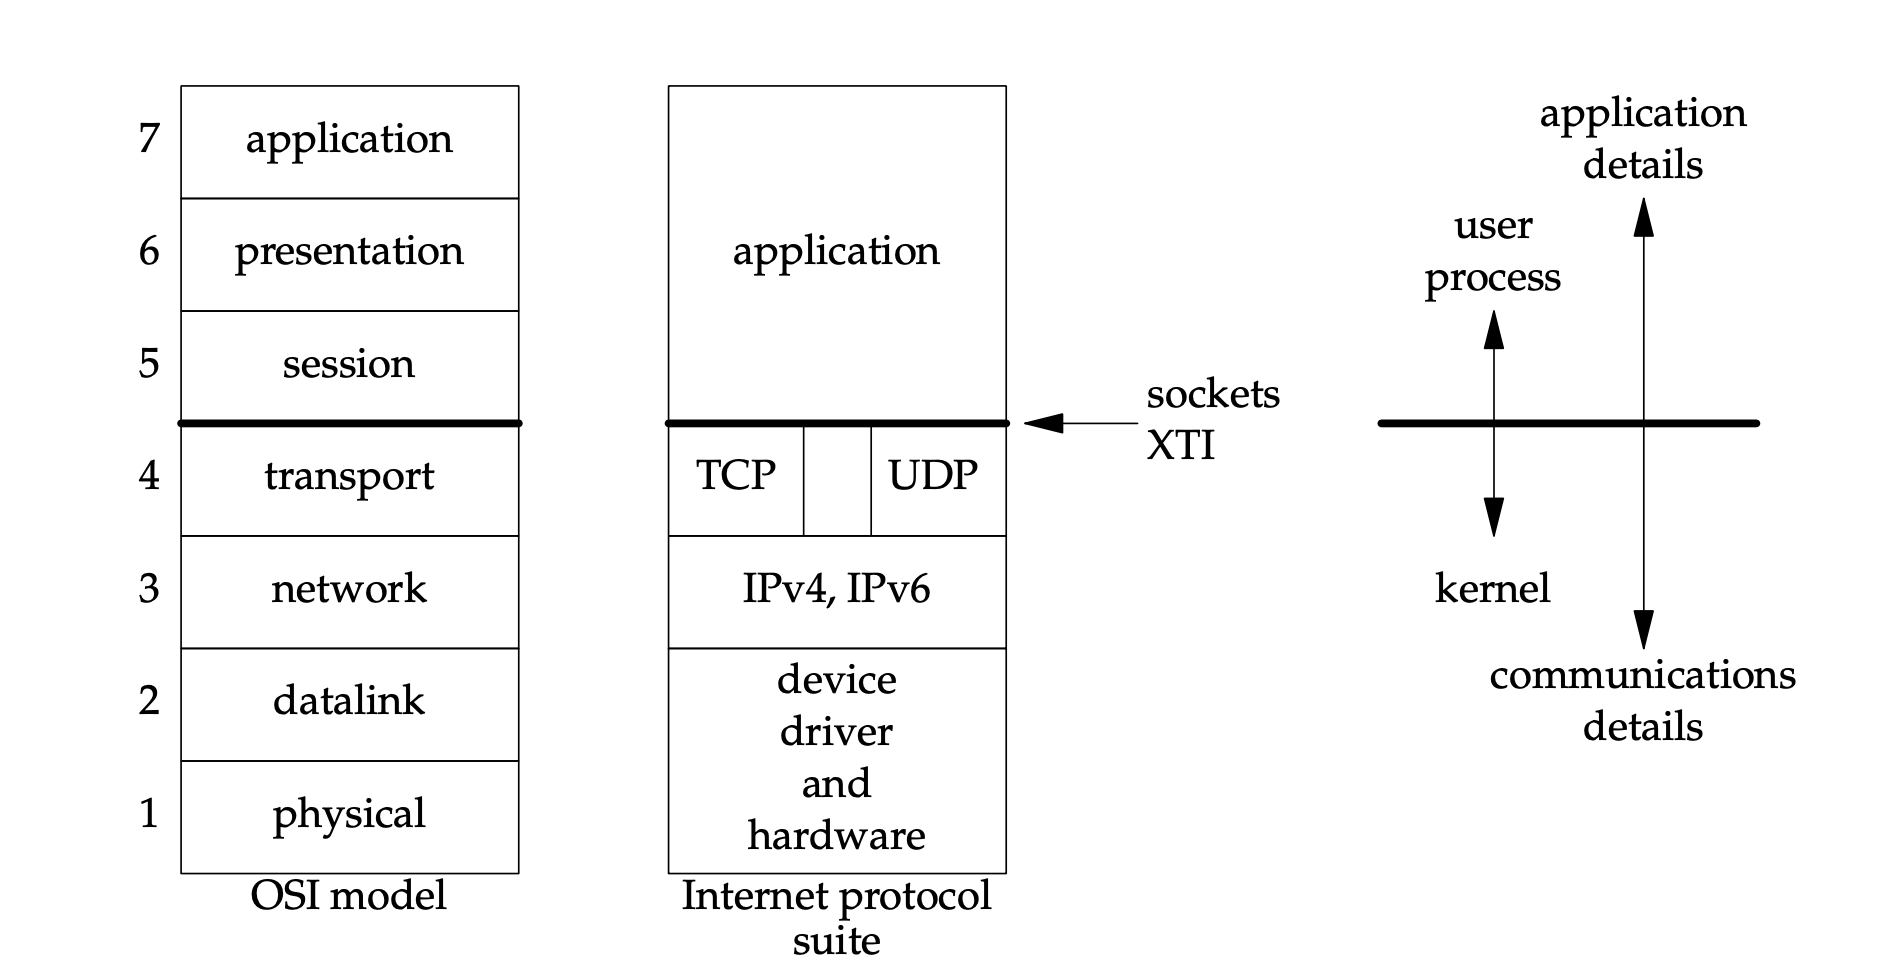 7
application
6
presentation
5
session
4
transport
3
network
2
datalink
1
physical
OSI model
application
TCP
UDP
IPv4, IPv6
device
driver
and
hardware
Internet protocol
suite
sockets
XTI
user
process
kernel
application
details
communications
details